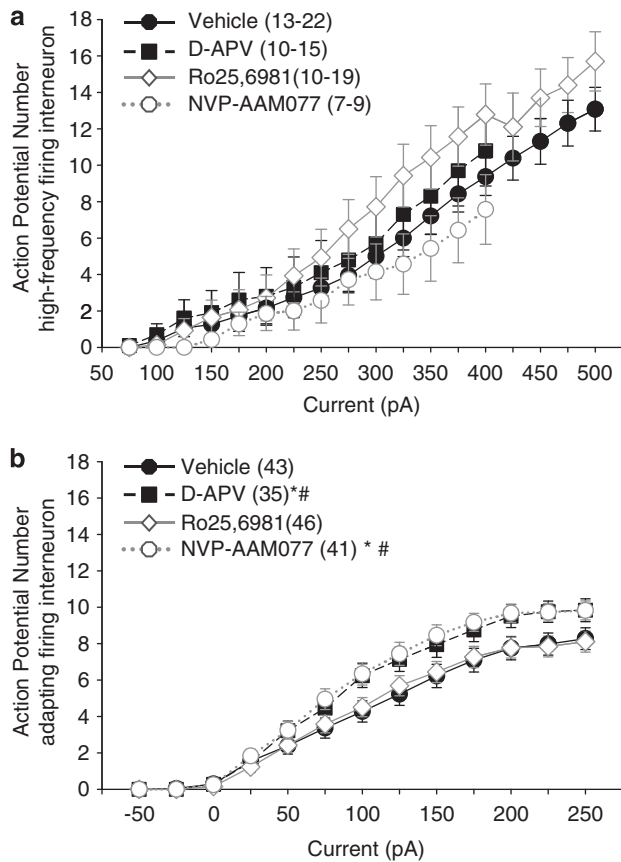 a
Vehicle (13-22)
D-APV (10-15)
Ro25,6981(10-19)
NVP-AAM077 (7-9)
Action Potential Number
high-frequency firing interneuron
18
16
14
12
10
8
6
4
2
0
50 100 150 200 250 300 350 400 450 500
Current (pA)
b
Vehicle (43)
D-APV (35)*#
Ro25,6981(46)
NVP-AAM077 (41) * #
Action Potential Number
adapting firing interneuron
18
16
14
12
10
8
6
4
2
0
-50 0 50 100 150 200 250
Current (pA)